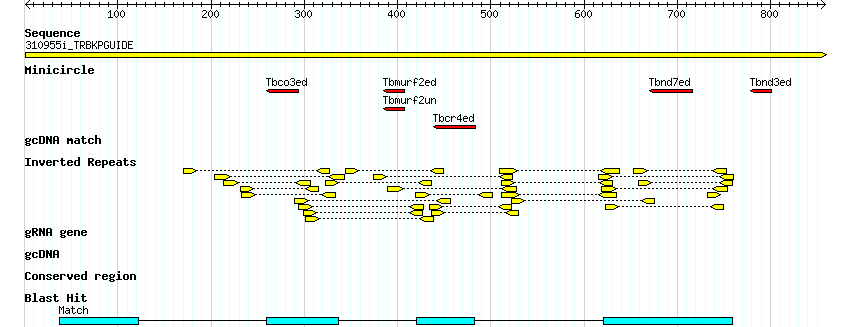 100 200 300 400 500 600 700 800
Sequence
310955i_TRBKPGUIDE
Minicircle
Tbco3ed Tbmurf2ed Tbnd7ed Tbnd3ed
Tbmurf2un
Tbcr4ed
gcDNA match
Inverted Repeats
gRNA gene
gcDNA
Conserved region
Blast Hit
Match